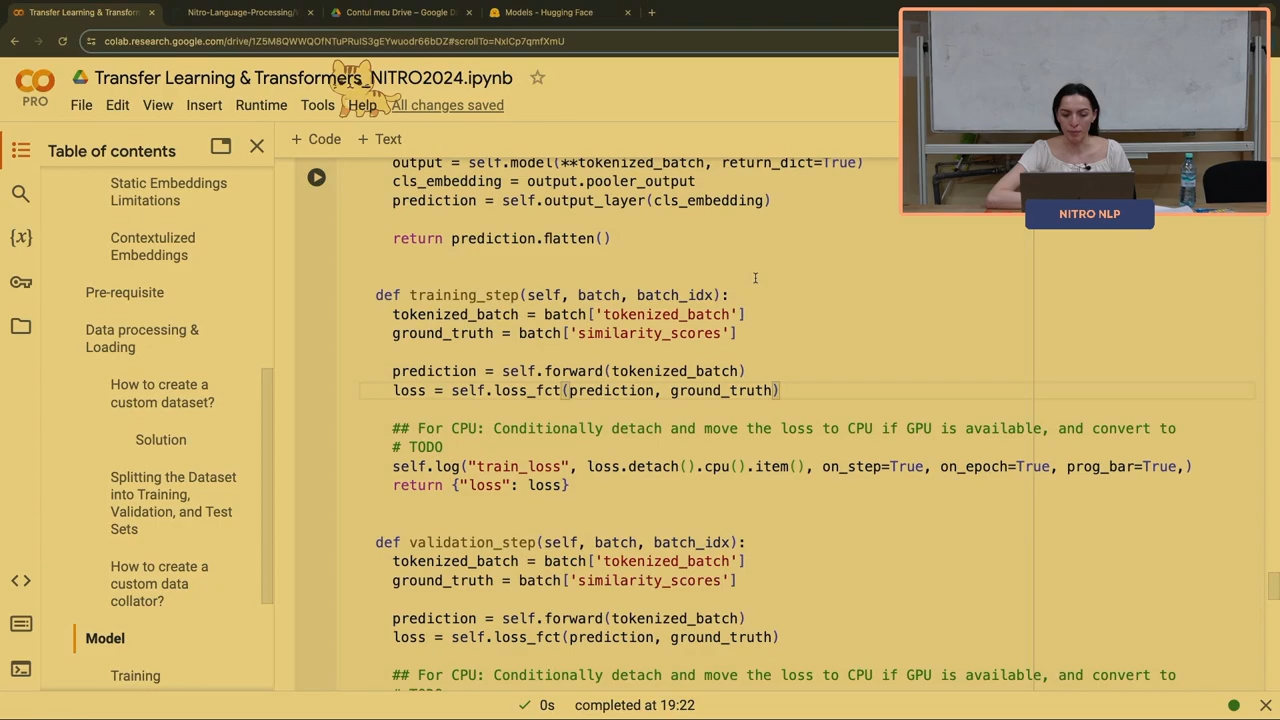 Transfer Learning & Transform
Nitro-Language-Processing/
Contul meu Drive – Google D
Models - Hugging Face
colab.research.google.com/drive/1Z5M8QWWQOfNTuPRuIS3gEYwuodr66bDZ#scrollTo=NxlCp7qmfXmU
PRO
Transfer Learning & Transformers_NITRO2024.ipynb
File Edit View Insert Runtime Tools Help All changes saved
NITRO NLP
Table of contents
+ Code + Text
Static Embeddings
Limitations
Contextulized
Embeddings
Pre-requisite
Data processing &
Loading
How to create a
custom dataset?
Solution
Splitting the Dataset
into Training,
Validation, and Test
Sets
How to create a
custom data
collator?
Model
Training
output = self.model(**tokenized_batch, return_dict=True)
cls_embedding = output.pooler_output
prediction = self.output_layer(cls_embedding)
return prediction.flatten()
def training_step(self, batch, batch_idx):
tokenized_batch = batch['tokenized_batch']
ground_truth = batch['similarity_scores']
prediction = self.forward(tokenized_batch)
loss = self.loss_fct(prediction, ground_truth)
## For CPU: Conditionally detach and move the loss to CPU if GPU is available, and convert to
# TODO
self.log("train_loss", loss.detach().cpu().item(), on_step=True, on_epoch=True, prog_bar=True,)
return {"loss": loss}
def validation_step(self, batch, batch_idx):
tokenized_batch = batch['tokenized_batch']
ground_truth = batch['similarity_scores']
prediction = self.forward(tokenized_batch)
loss = self.loss_fct(prediction, ground_truth)
## For CPU: Conditionally detach and move the loss to CPU if GPU is available, and convert to
# TODO
0s completed at 19:22